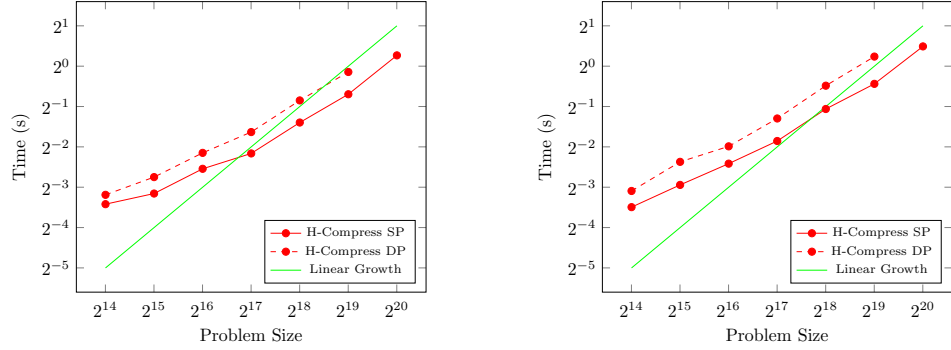 2^1
2^0
2^-1
2^-2
2^-3
2^-4
2^-5
Time (s)
2^14 2^15 2^16 2^17 2^18 2^19 2^20
Problem Size
H-Compress SP
H-Compress DP
Linear Growth
2^1
2^0
2^-1
2^-2
2^-3
2^-4
2^-5
Time (s)
2^14 2^15 2^16 2^17 2^18 2^19 2^20
Problem Size
H-Compress SP
H-Compress DP
Linear Growth